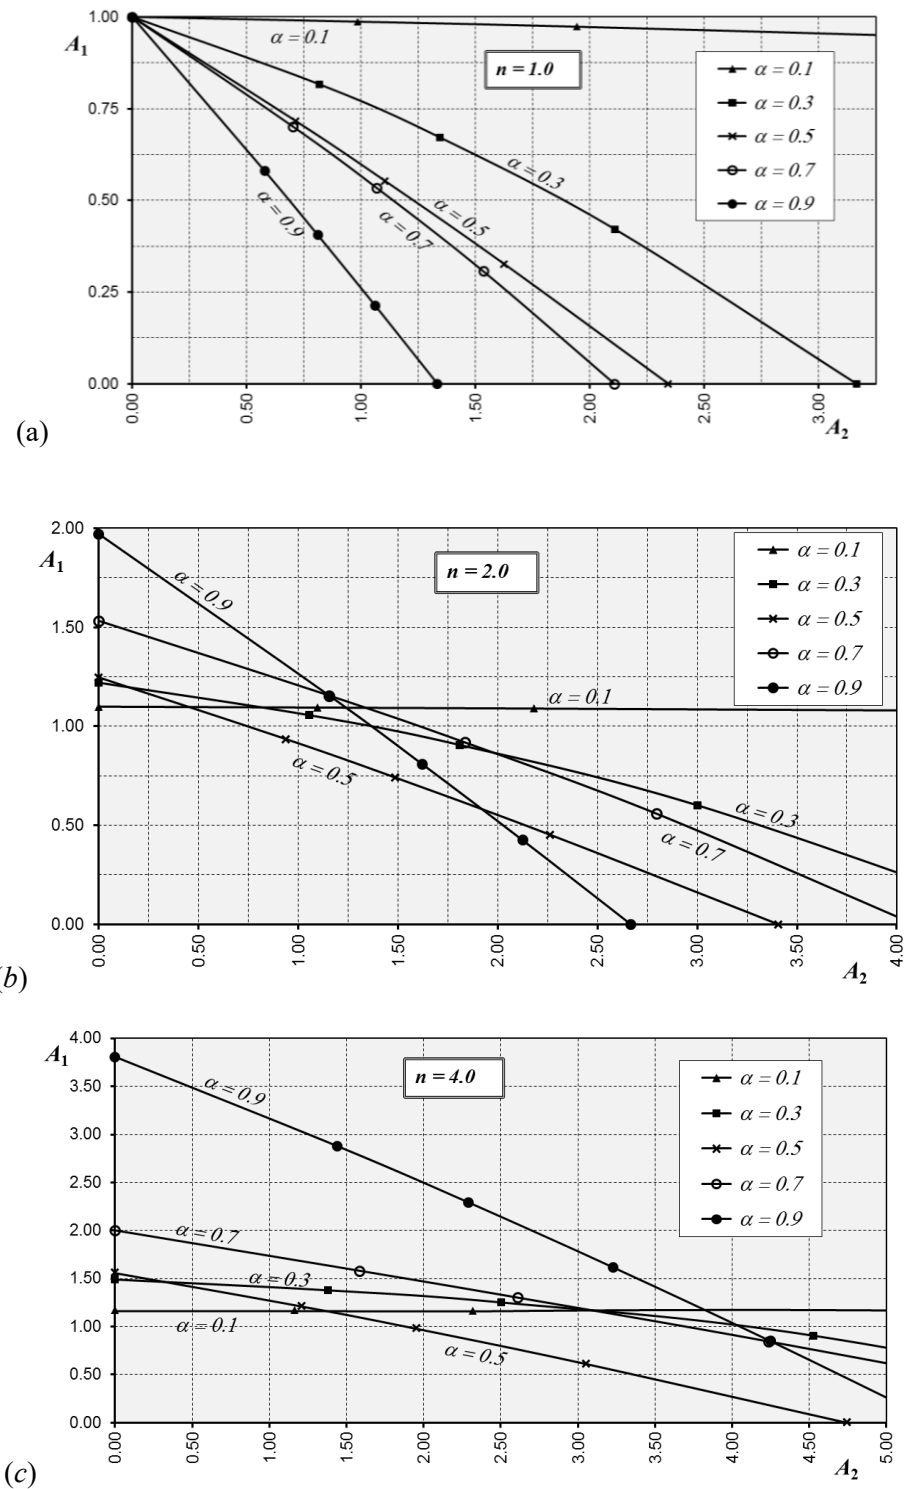 A1
1.00
0.75
0.50
0.25
0.00
α = 0.1
n = 1.0
α = 0.1
α = 0.3
α = 0.5
α = 0.7
α = 0.9
α = 0.3
α = 0.5
α = 0.7
α = 0.9
0.00 0.50 1.00 1.50 2.00 2.50 3.00
A2
(a)
A1
2.00
1.50
1.00
0.50
0.00
n = 2.0
α = 0.1
α = 0.3
α = 0.5
α = 0.7
α = 0.9
α = 0.9
α = 0.1
α = 0.5
α = 0.3
α = 0.7
0.00 0.50 1.00 1.50 2.00 2.50 3.00 3.50 4.00
A2
b)
A1
4.00
3.50
3.00
2.50
2.00
1.50
1.00
0.50
0.00
n = 4.0
α = 0.1
α = 0.3
α = 0.5
α = 0.7
α = 0.9
α = 0.9
α = 0.7
α = 0.3
α = 0.1
α = 0.5
0.00 0.50 1.00 1.50 2.00 2.50 3.00 3.50 4.00 4.50 5.00
A2
(c)